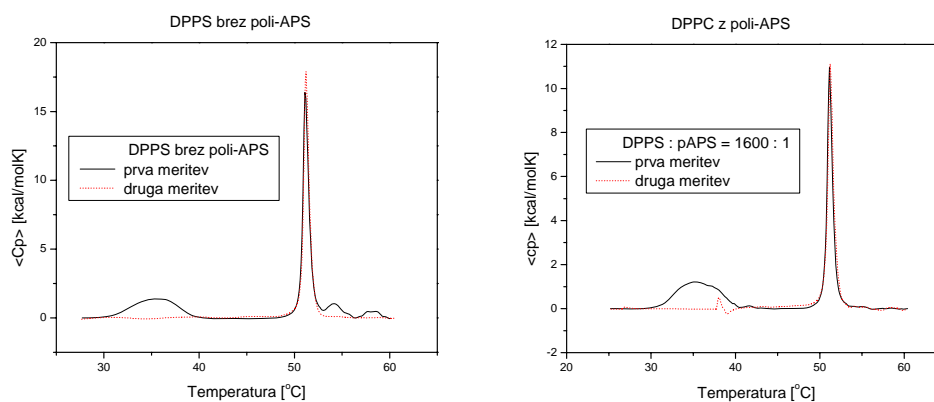 DPPS brez poli-APS
20
15
10
5
0
<Cp> [kcal/molK]
DPPS brez poli-APS
prva meritev
druga meritev
30 40 50 60
Temperatura [°C]
DPPC z poli-APS
12
10
8
6
4
2
0
-2
<cp> [kcal/molK]
DPPS : pAPS = 1600 : 1
prva meritev
druga meritev
20 30 40 50 60
Temperatura [°C]